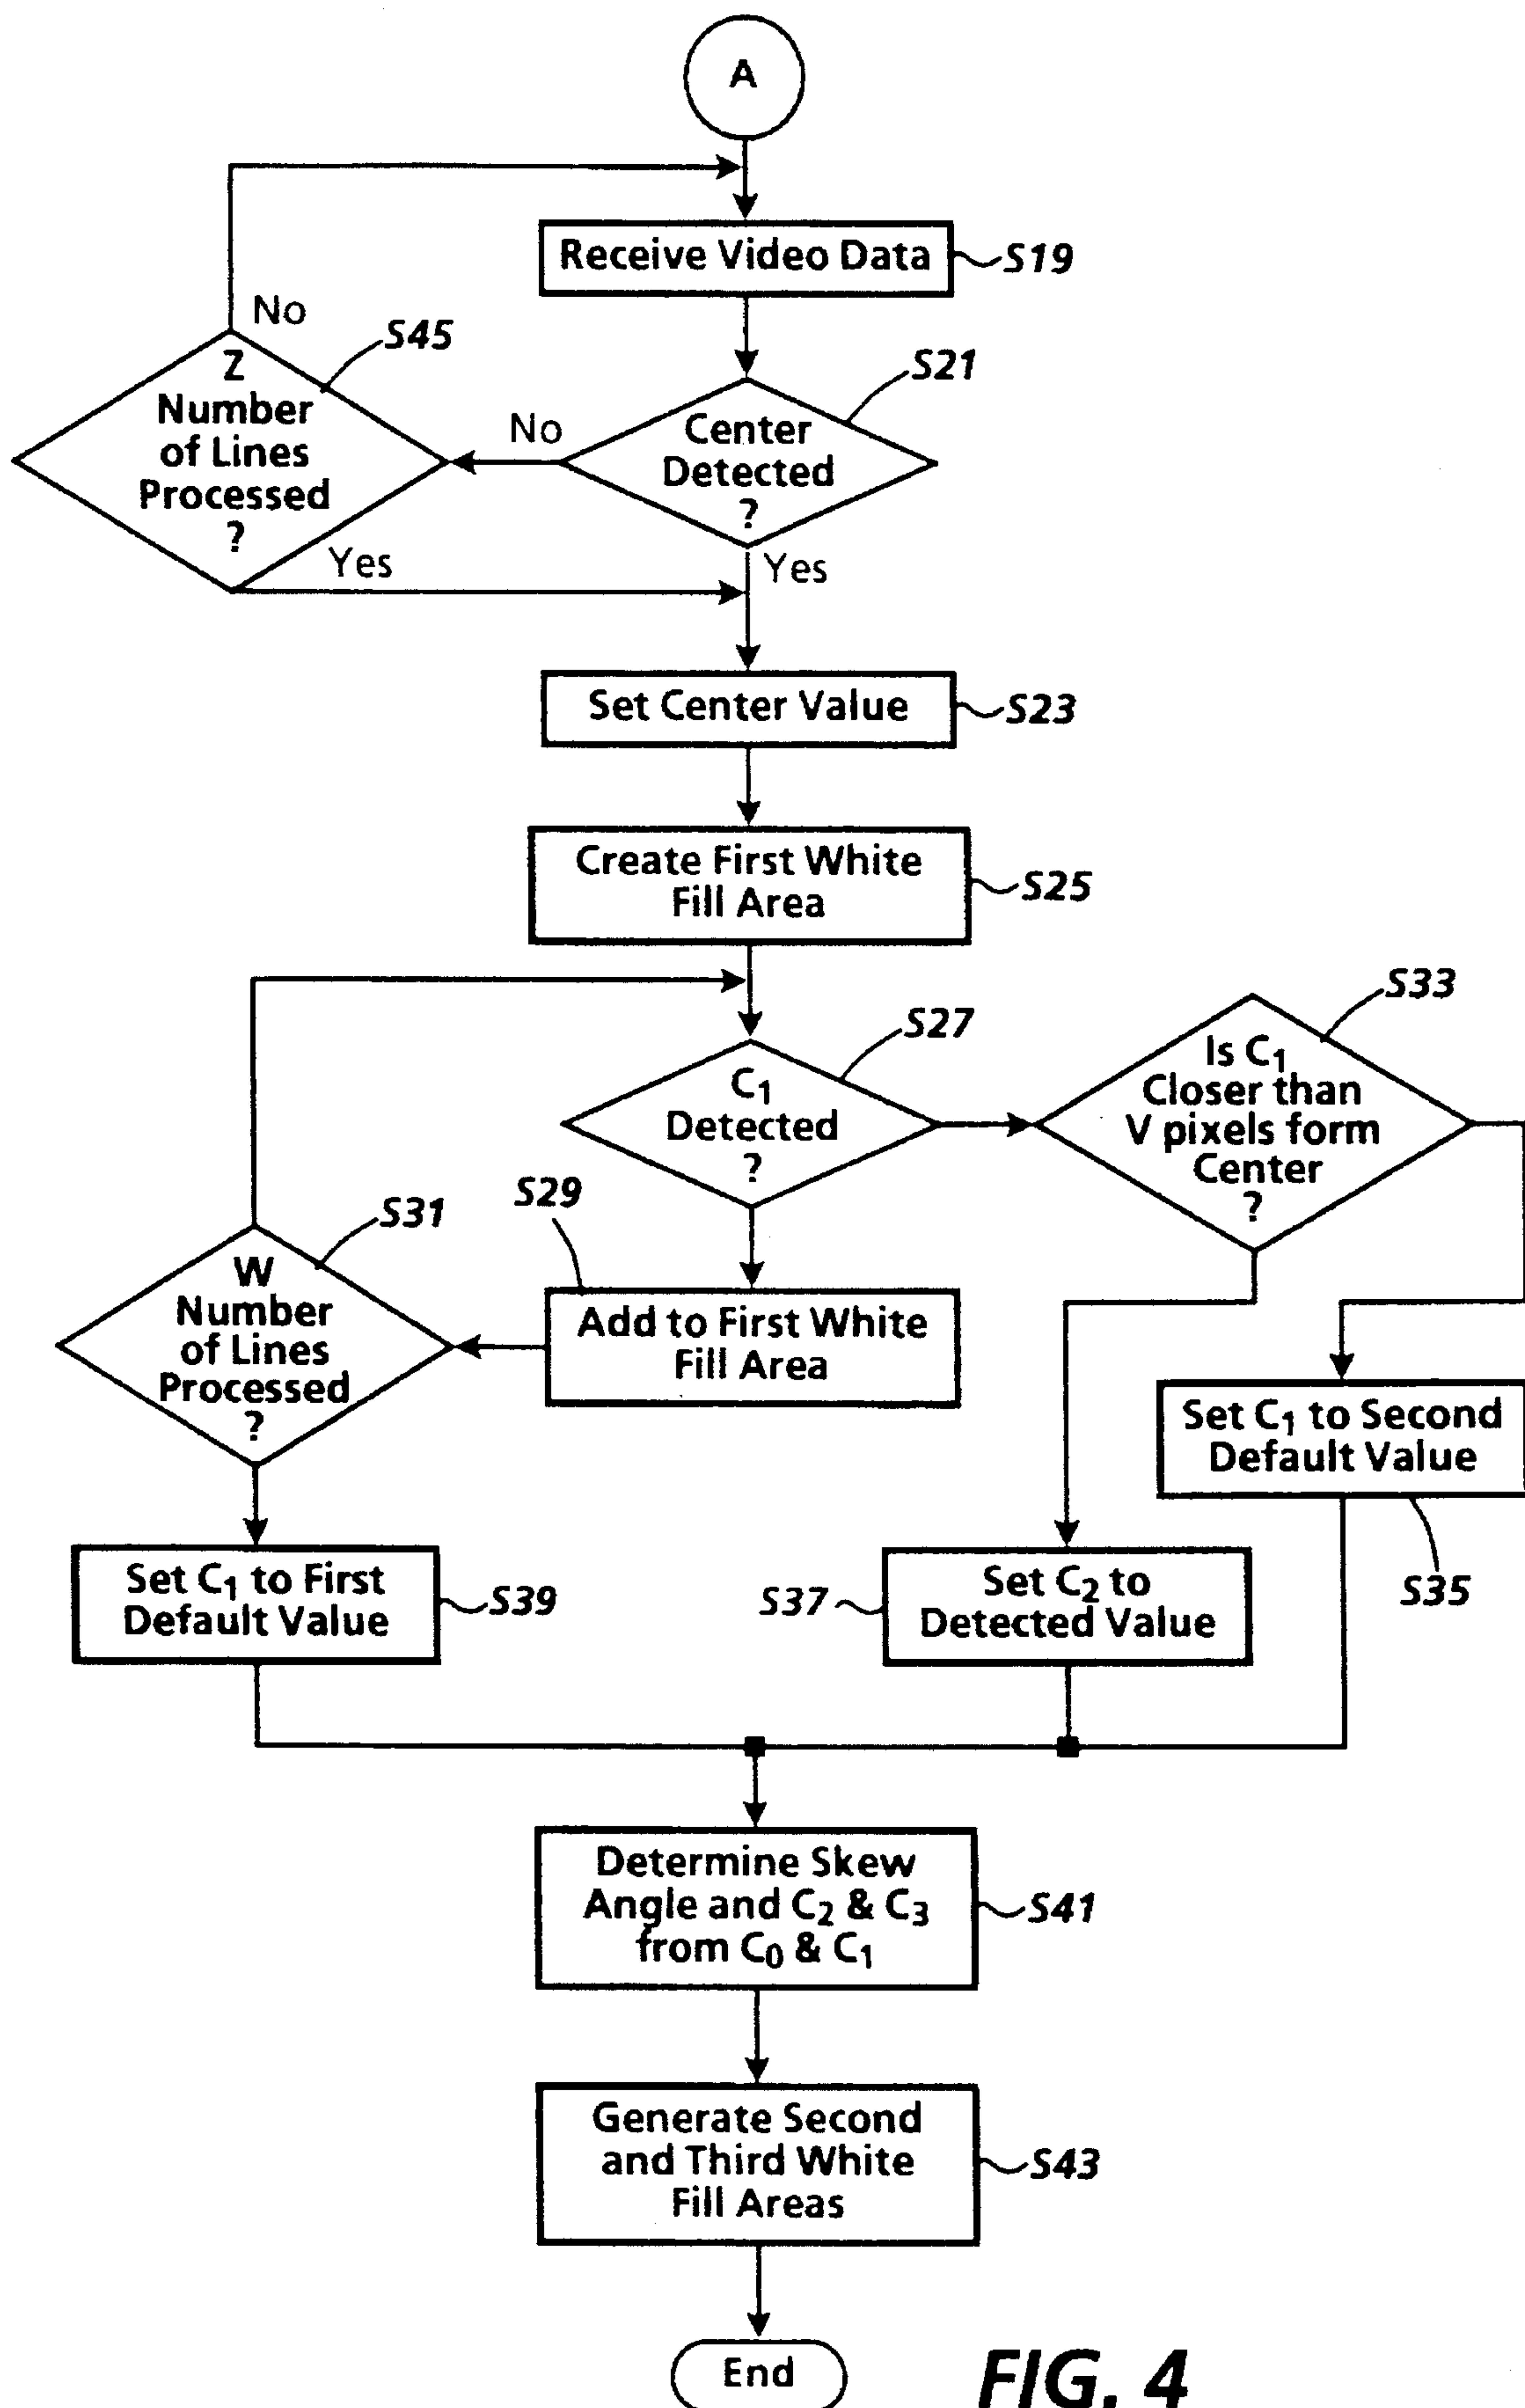 A
Receive Video Data
S19
No
S45
Z
Number
of Lines
Processed
?
Yes
No
S21
Center
Detected
?
Yes
Set Center Value
S23
Create First White
Fill Area
S25
S27
C₁
Detected
?
S33
Is C₁
Closer than
V pixels form
Center
?
S29
Add to First White
Fill Area
S31
W
Number
of Lines
Processed
?
Set C₁ to Second
Default Value
S35
Set C₁ to First
Default Value
S39
S37
Set C₂ to
Detected Value
Determine Skew
Angle and C₂ & C₃
from C₀ & C₁
S41
Generate Second
and Third White
Fill Areas
S43
End
FIG. 4